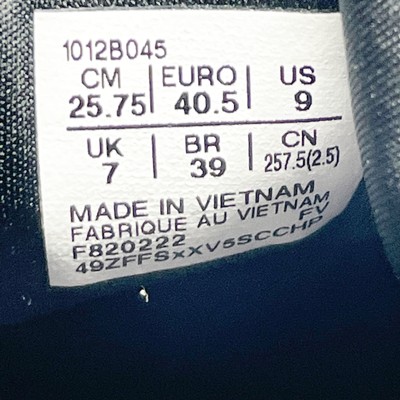 1012B045
CM | EURO | US
25.75 | 40.5 | 9
UK | BR | CN
7 | 39 | 257.5(2.5)
MADE IN VIETNAM
FABRIQUE AU VIETNAM
F820222 FV
49ZFFSxxV5SCCHP